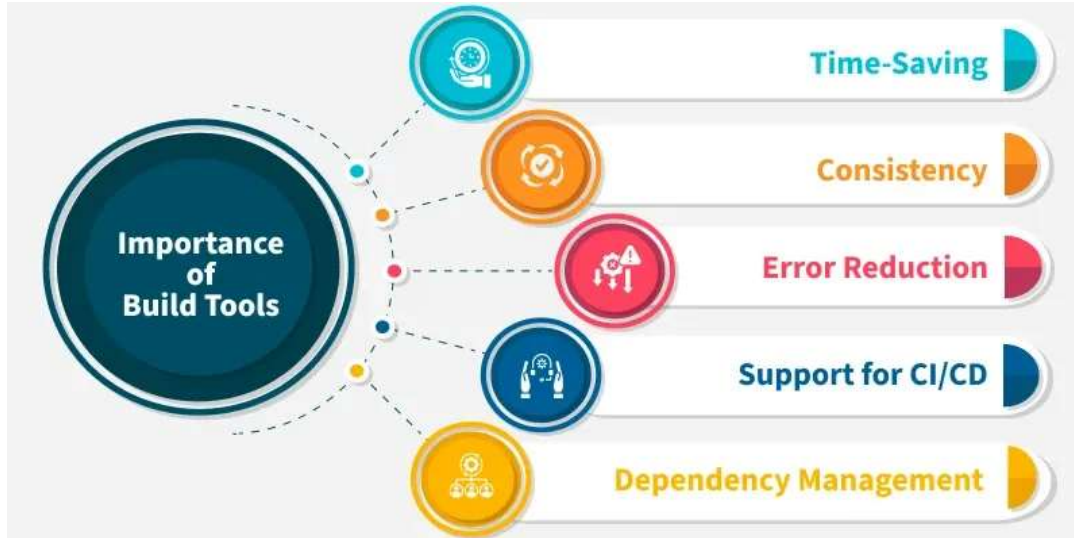 Importance
of
Build Tools
Time-Saving
Consistency
Error Reduction
Support for CI/CD
Dependency Management